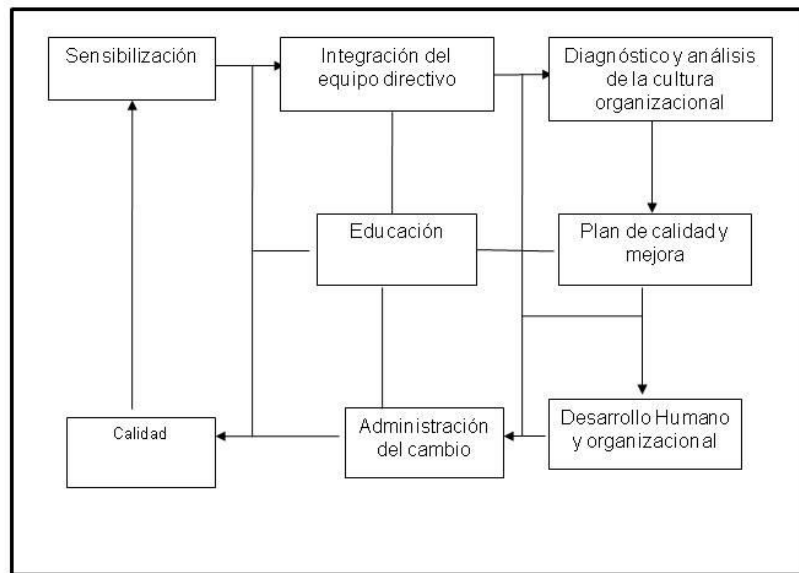 Sensibilización
Integración del
equipo directivo
Diagnóstico y análisis
de la cultura
organizacional
Educación
Plan de calidad y
mejora
Calidad
Administración
del cambio
Desarrollo Humano
y organizacional